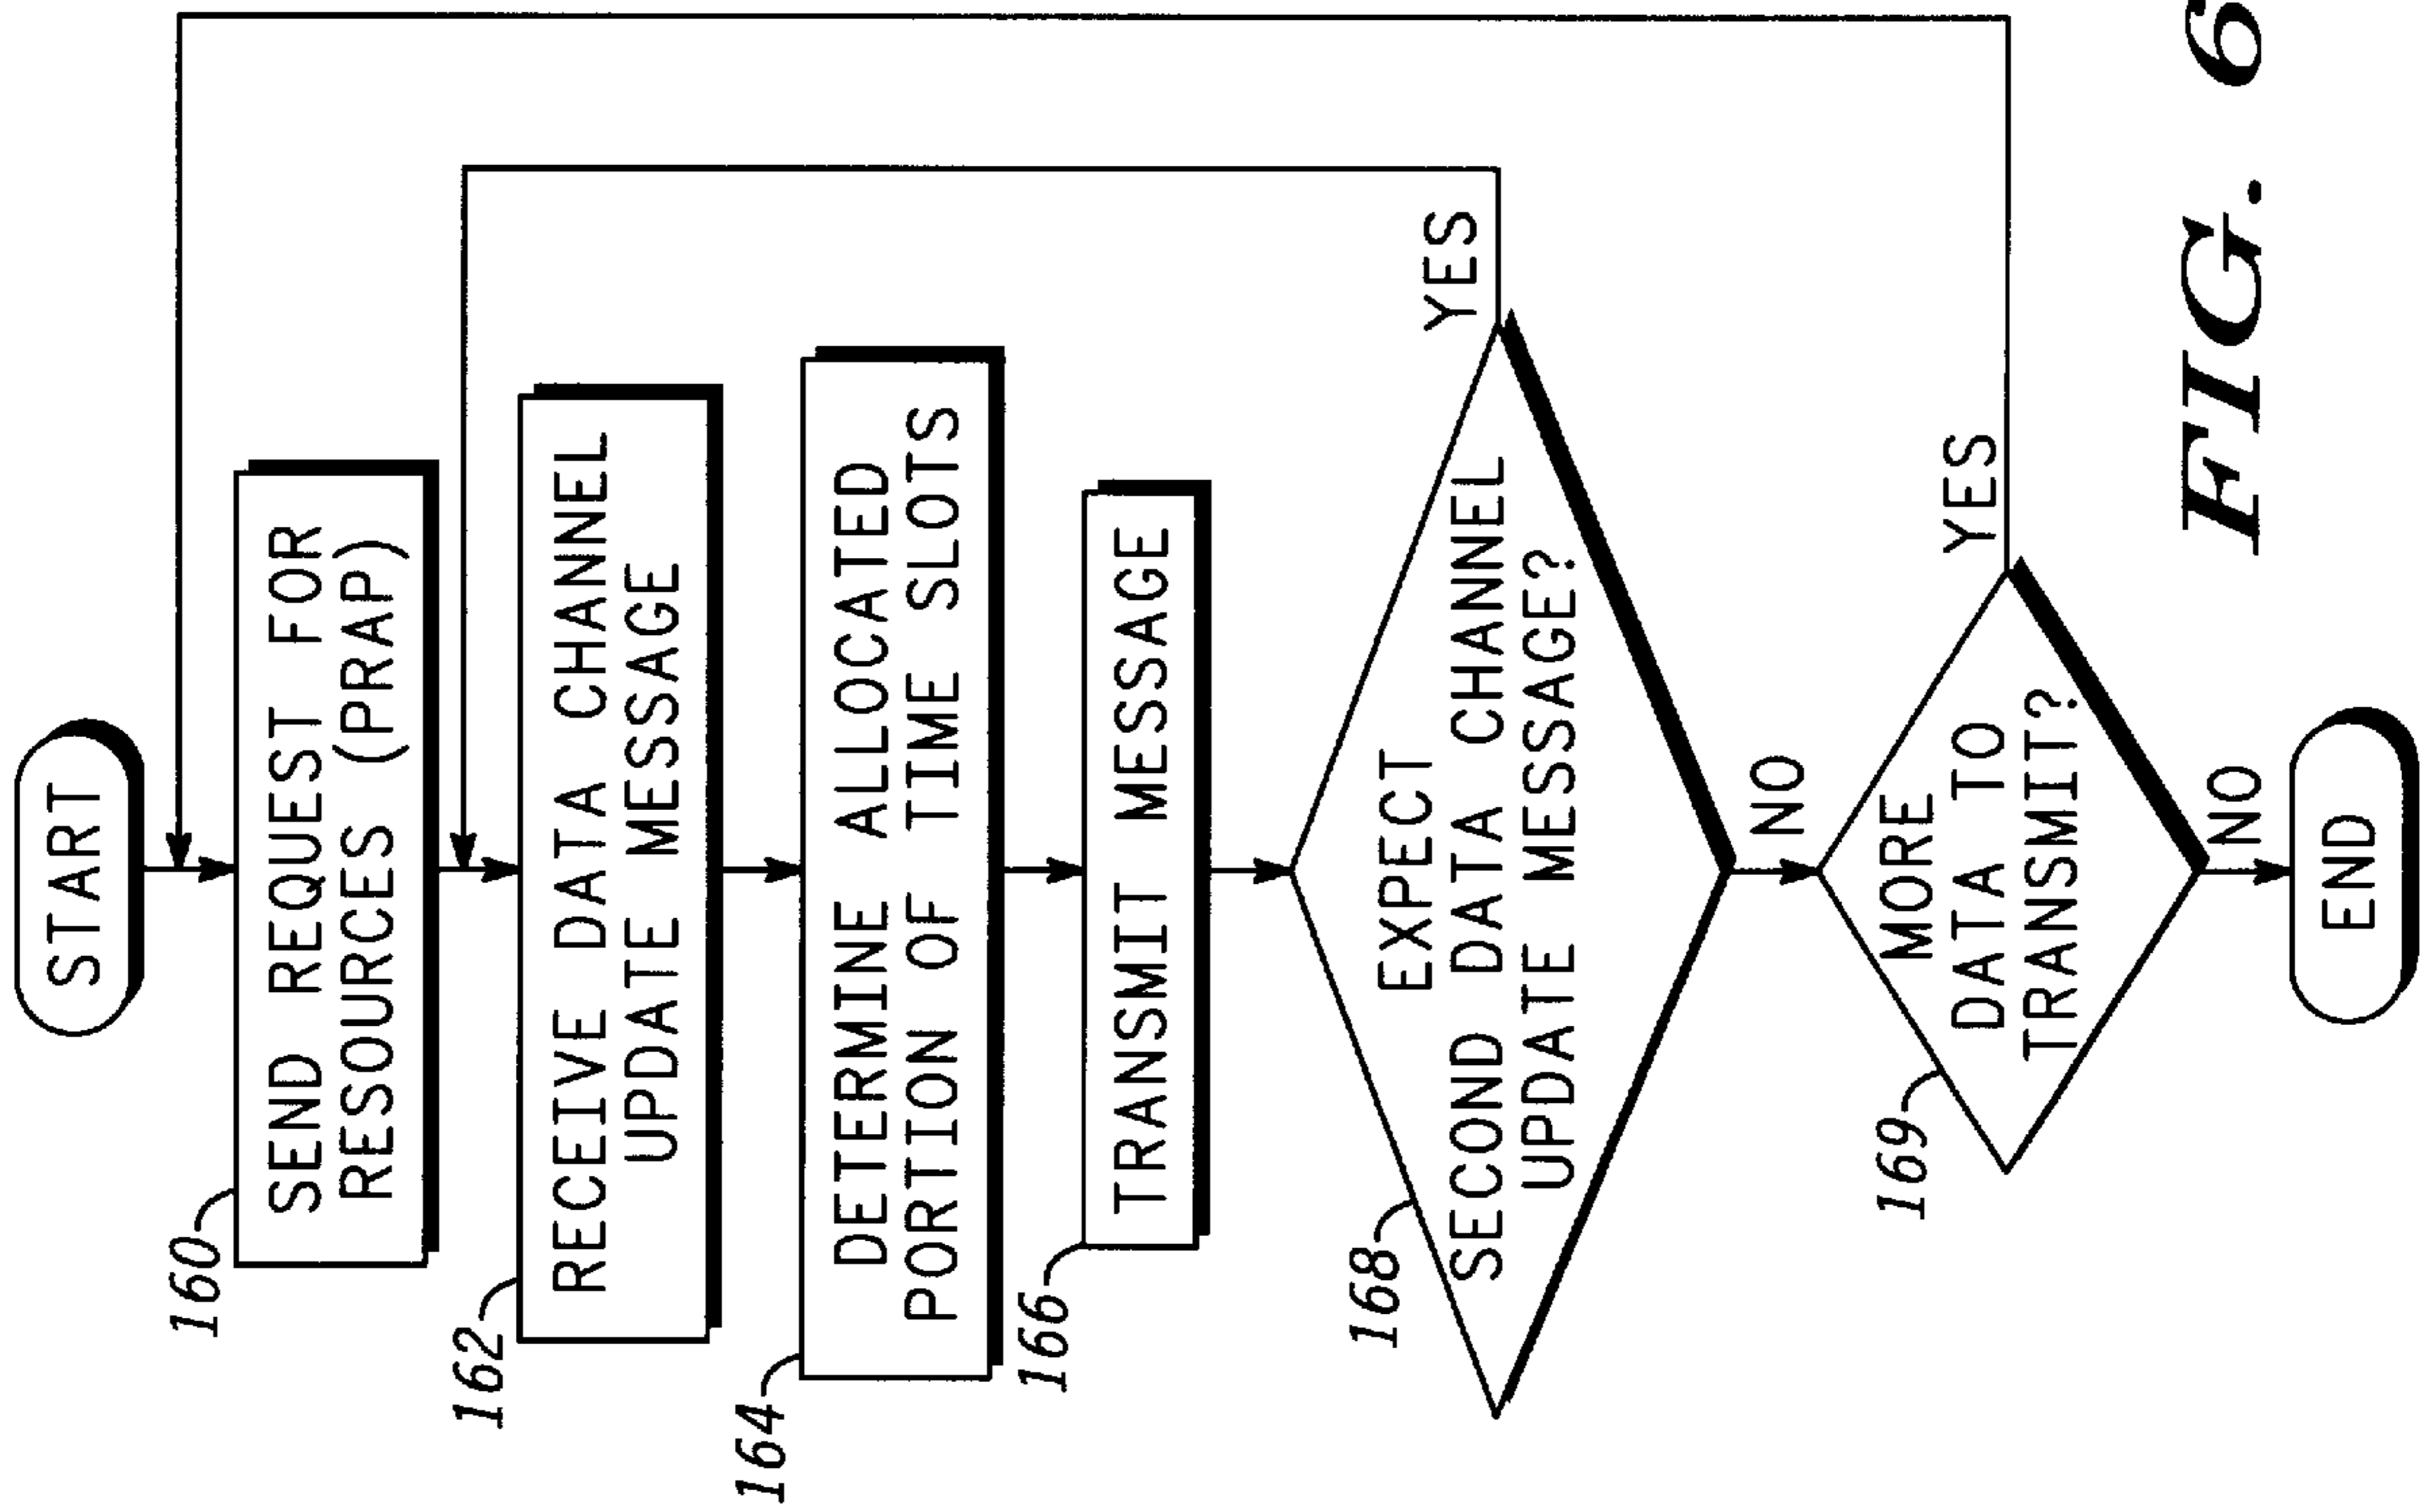 START
160
SEND REQUEST FOR
RESOURCES (PRAP)
162
RECEIVE DATA CHANNEL
UPDATE MESSAGE
164
DETERMINE ALLOCATED
PORTION OF TIME SLOTS
166
TRANSMIT MESSAGE
168
EXPECT
SECOND DATA CHANNEL
UPDATE MESSAGE?
YES
NO
169
MORE
DATA TO
TRANSMIT?
YES
NO
END
FIG. 6